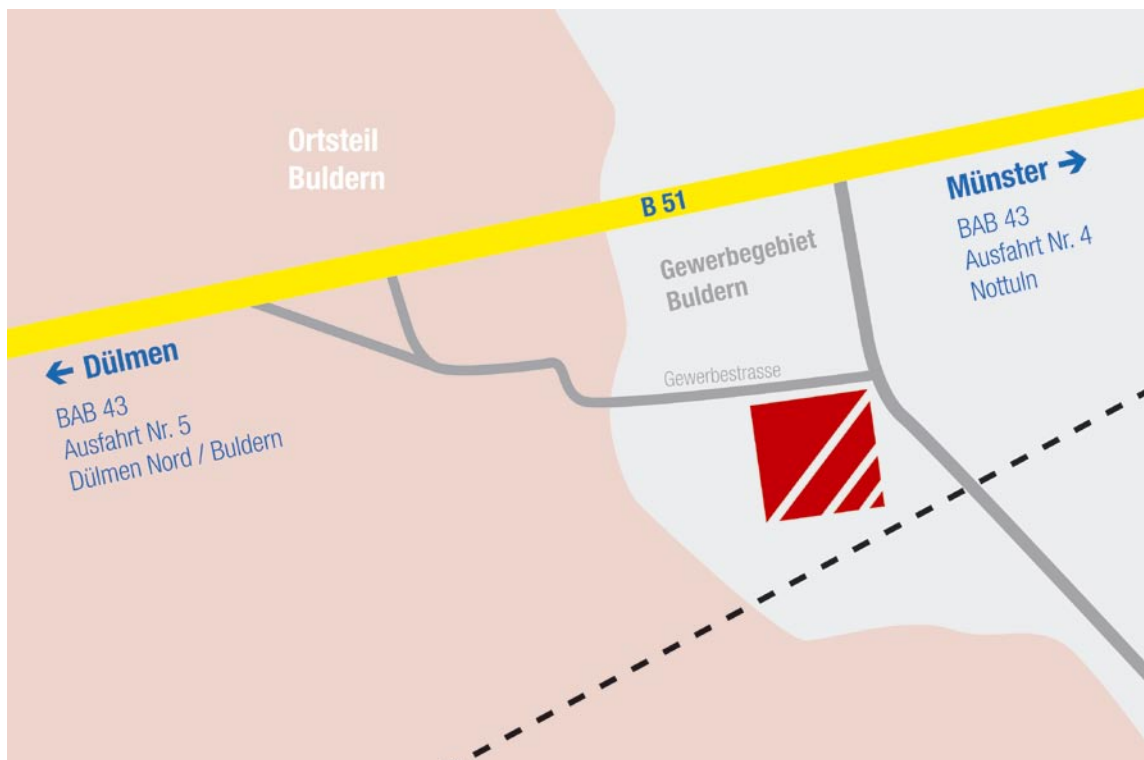 Ortsteil
Buldern
B 51
Münster
BAB 43
Ausfahrt Nr. 4
Nottuln
Gewerbegebiet
Buldern
Gewerbestrasse
Dülmen
BAB 43
Ausfahrt Nr. 5
Dülmen Nord / Buldern